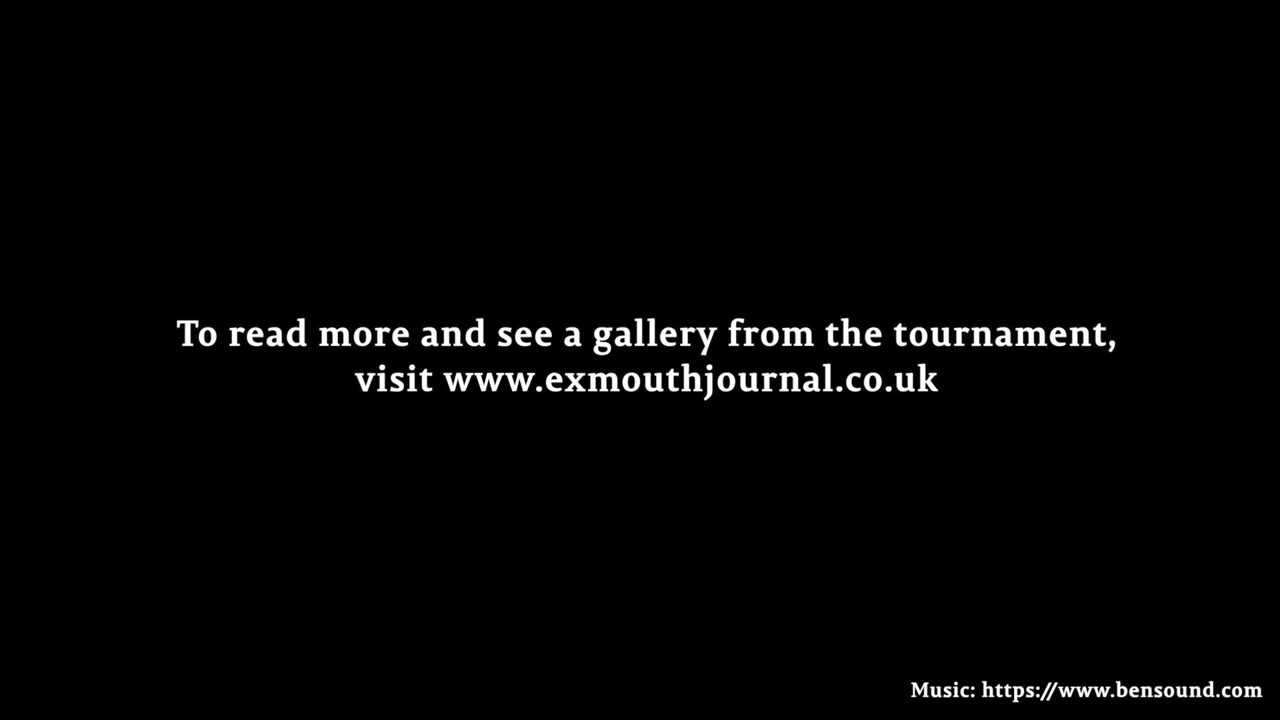 To read more and see a gallery from the tournament,
visit www.exmouthjournal.co.uk
Music: https://www.bensound.com